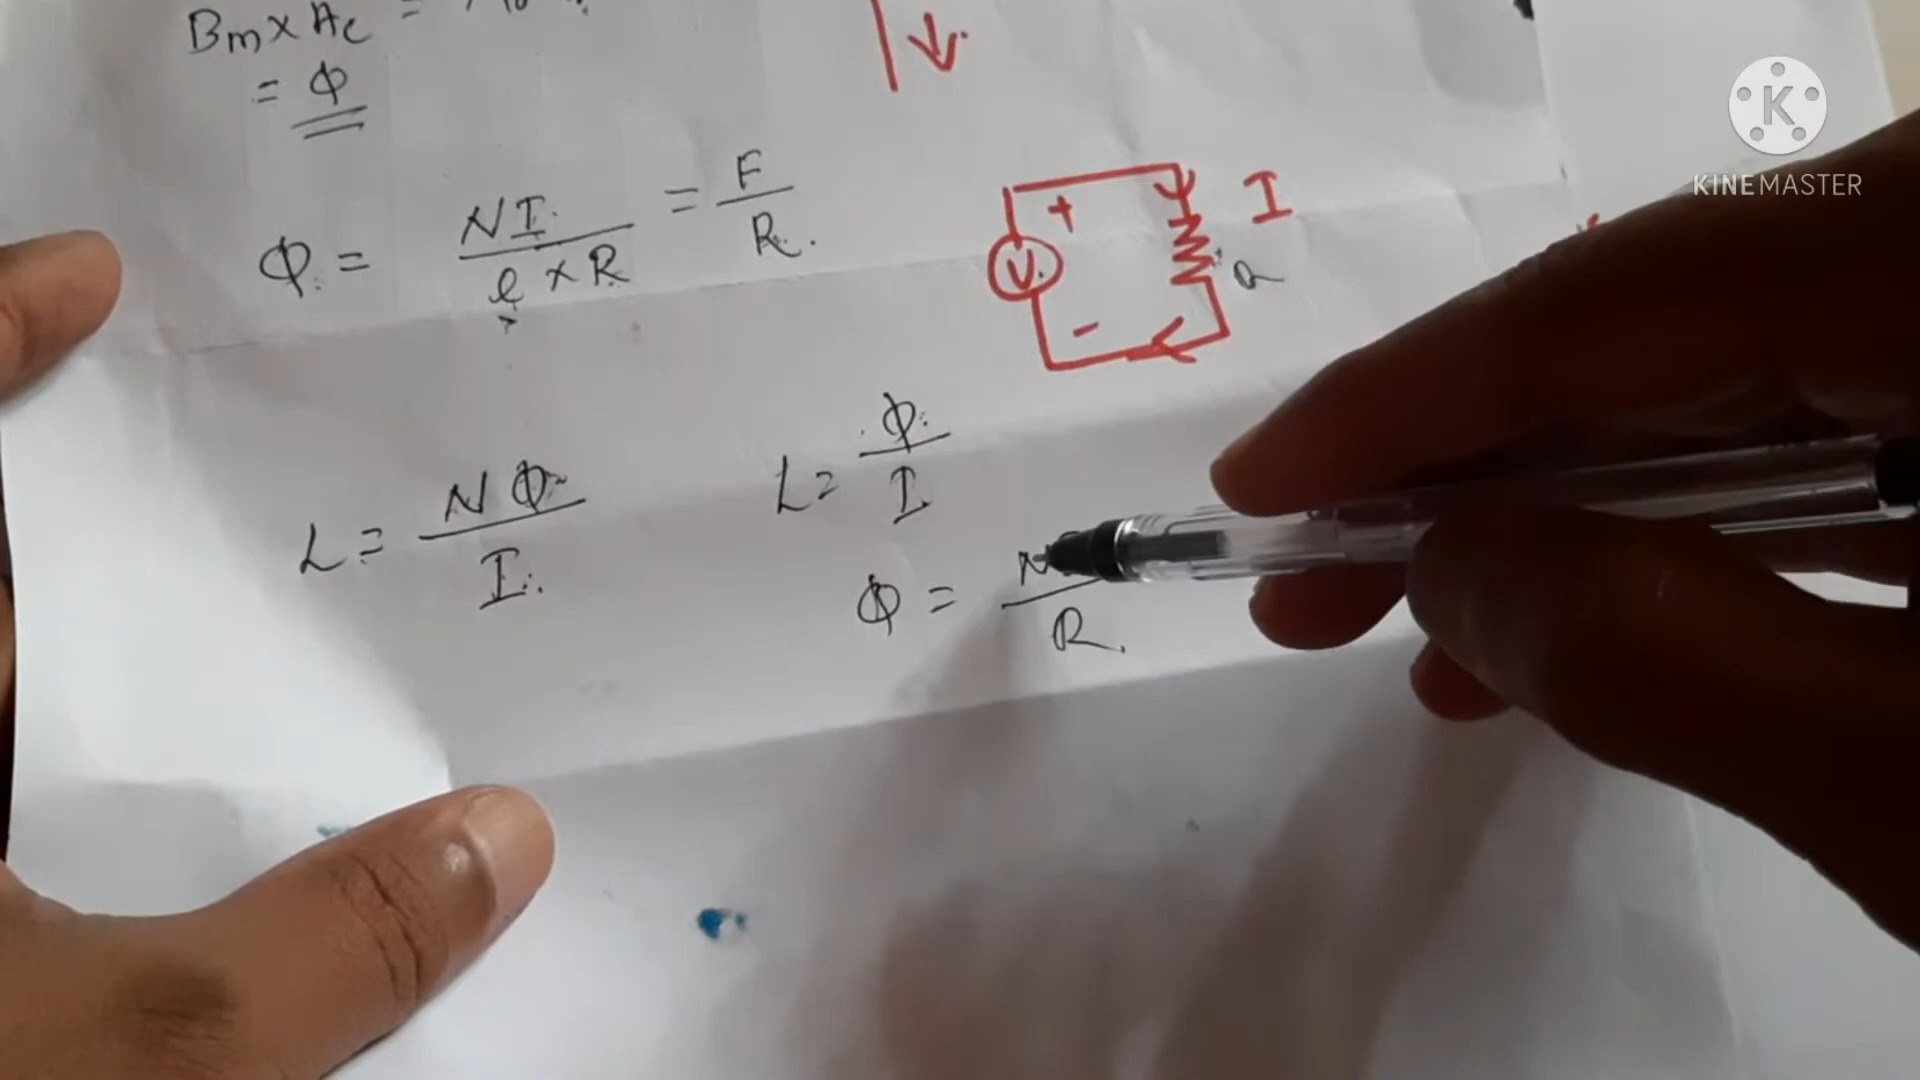 Bm × Ac =
= Φ
Φ = NI / l × R = F / R
+ I
V
-
L = NΦ / I
L = Φ / I
Φ = N / R
KINEMASTER